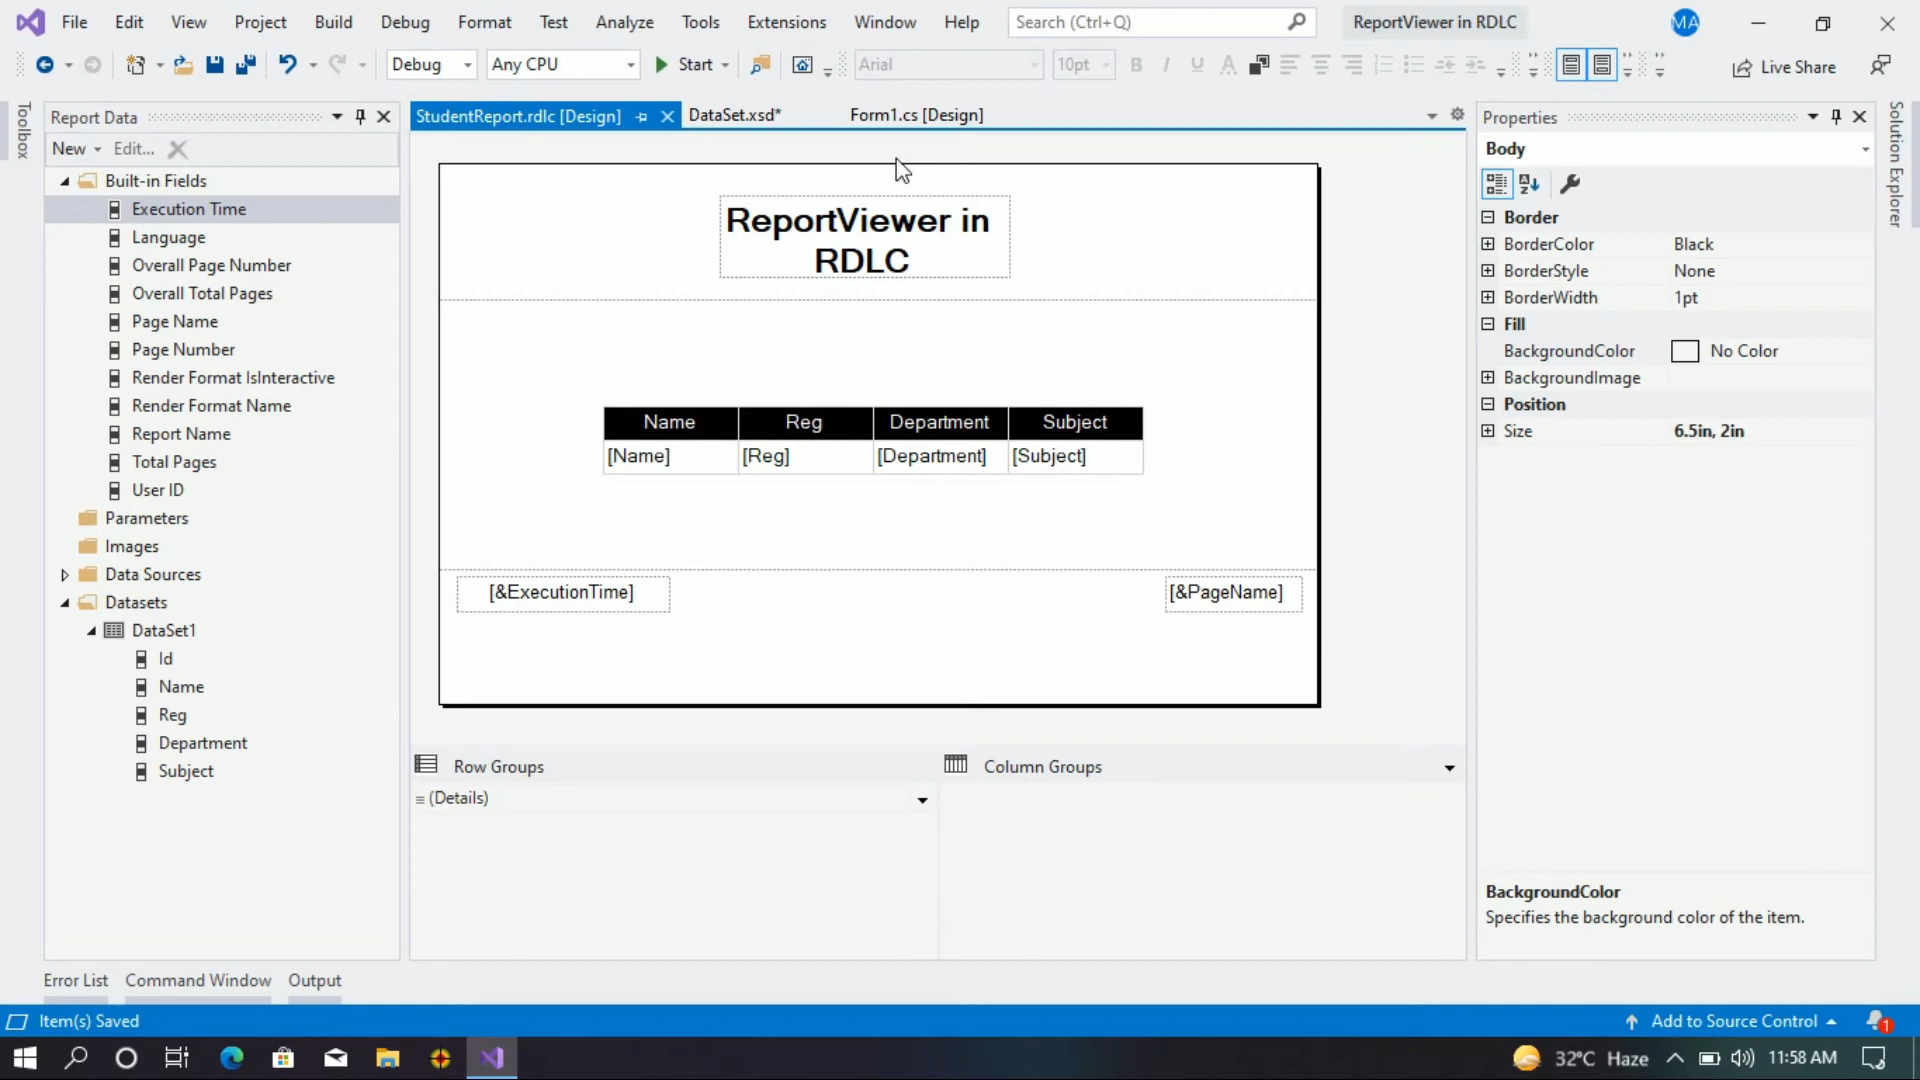 File Edit View Project Build Debug Format Test Analyze Tools Extensions Window Help Search (Ctrl+Q) ReportViewer in RDLC MA
Debug Any CPU Start Arial 10pt B I U A Live Share
Toolbox
Report Data
New Edit...
Built-in Fields
Execution Time
Language
Overall Page Number
Overall Total Pages
Page Name
Page Number
Render Format IsInteractive
Render Format Name
Report Name
Total Pages
User ID
Parameters
Images
Data Sources
Datasets
DataSet1
Id
Name
Reg
Department
Subject
StudentReport.rdlc [Design] DataSet.xsd* Form1.cs [Design]
ReportViewer in
RDLC
Name Reg Department Subject
[Name] [Reg] [Department] [Subject]
[&ExecutionTime] [&PageName]
Row Groups Column Groups
(Details)
Properties
Body
Border
BorderColor Black
BorderStyle None
BorderWidth 1pt
Fill
BackgroundColor No Color
BackgroundImage
Position
Size 6.5in, 2in
BackgroundColor
Specifies the background color of the item.
Solution Explorer
Error List Command Window Output
Item(s) Saved Add to Source Control 1
32°C Haze 11:58 AM